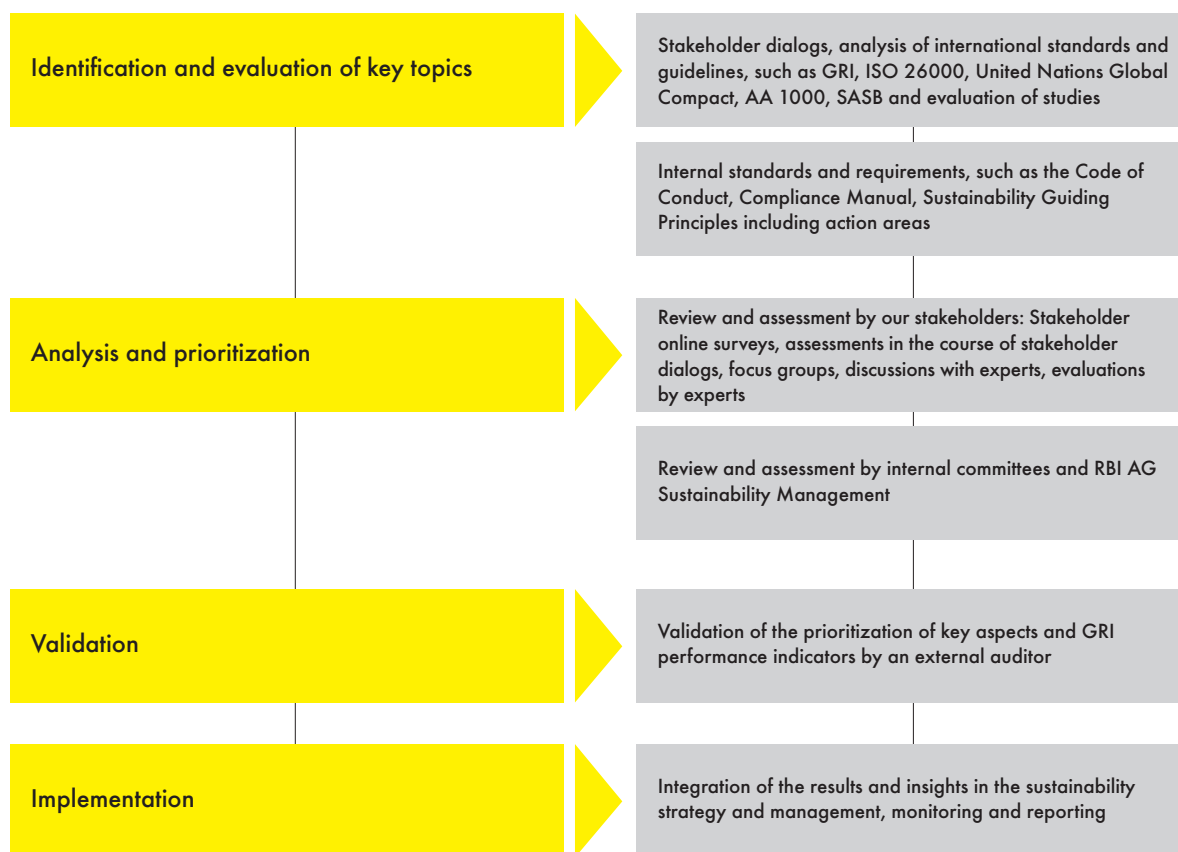 Identification and evaluation of key topics
Stakeholder dialogs, analysis of international standards and
guidelines, such as GRI, ISO 26000, United Nations Global
Compact, AA 1000, SASB and evaluation of studies
Internal standards and requirements, such as the Code of
Conduct, Compliance Manual, Sustainability Guiding
Principles including action areas
Analysis and prioritization
Review and assessment by our stakeholders: Stakeholder
online surveys, assessments in the course of stakeholder
dialogs, focus groups, discussions with experts, evaluations
by experts
Review and assessment by internal committees and RBI AG
Sustainability Management
Validation
Validation of the prioritization of key aspects and GRI
performance indicators by an external auditor
Implementation
Integration of the results and insights in the sustainability
strategy and management, monitoring and reporting